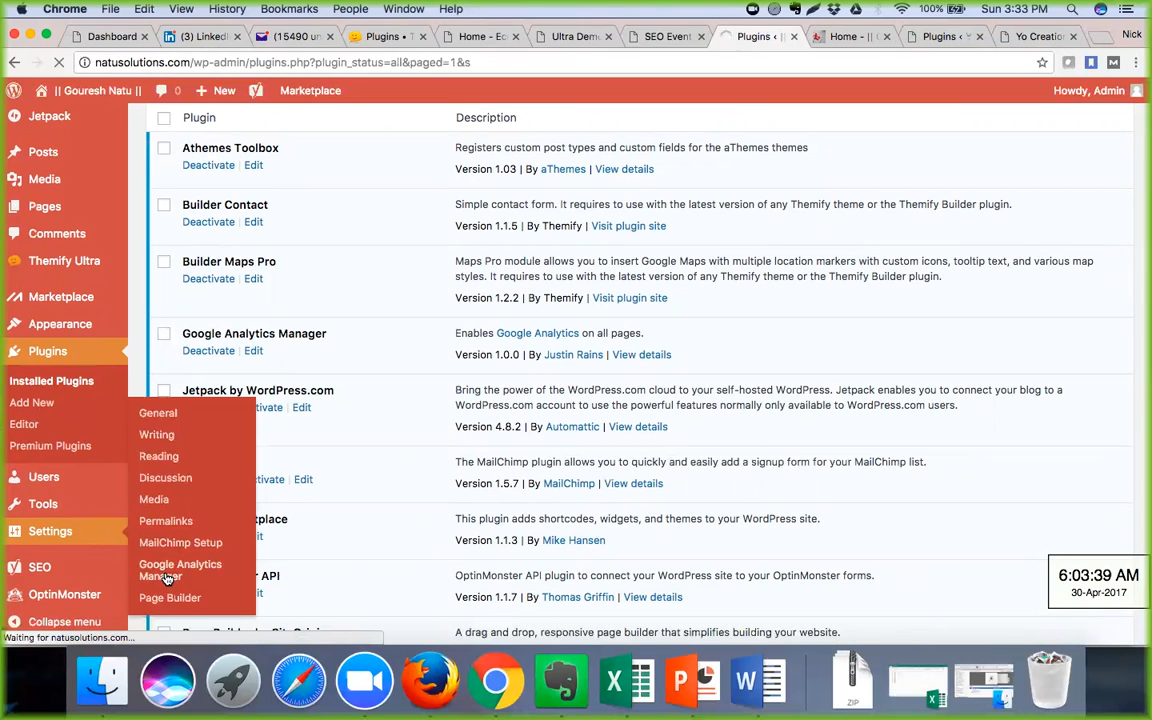 Chrome File Edit View History Bookmarks People Window Help 100% Sun 3:33 PM
Dashboard (3) Linked (15490 un Plugins • T Home - Ec Ultra Dem SEO Event Plugins < Home - || Plugins < Yo Creation Nick
natusolutions.com/wp-admin/plugins.php?plugin_status=all&paged=1&s
|| Gouresh Natu || 0 New Marketplace Howdy, Admin
Jetpack
Posts
Media
Pages
Comments
Themify Ultra
Marketplace
Appearance
Plugins
Installed Plugins
Add New
Editor
Premium Plugins
Users
Tools
Settings
SEO
OptinMonster
Collapse menu
Waiting for natusolutions.com...
General
Writing
Reading
Discussion
Media
Permalinks
MailChimp Setup
Google Analytics
Manager
Page Builder
Plugin Description
Athemes Toolbox
Deactivate | Edit
Registers custom post types and custom fields for the aThemes themes
Version 1.03 | By aThemes | View details
Builder Contact
Deactivate | Edit
Simple contact form. It requires to use with the latest version of any Themify theme or the Themify Builder plugin.
Version 1.1.5 | By Themify | Visit plugin site
Builder Maps Pro
Deactivate | Edit
Maps Pro module allows you to insert Google Maps with multiple location markers with custom icons, tooltip text, and various map
styles. It requires to use with the latest version of any Themify theme or the Themify Builder plugin.
Version 1.2.2 | By Themify | Visit plugin site
Google Analytics Manager
Deactivate | Edit
Enables Google Analytics on all pages.
Version 1.0.0 | By Justin Rains | View details
Jetpack by WordPress.com
ivate | Edit
Bring the power of the WordPress.com cloud to your self-hosted WordPress. Jetpack enables you to connect your blog to a
WordPress.com account to use the powerful features normally only available to WordPress.com users.
Version 4.8.2 | By Automattic | View details
ivate | Edit
The MailChimp plugin allows you to quickly and easily add a signup form for your MailChimp list.
Version 1.5.7 | By MailChimp | View details
tplace
it
This plugin adds shortcodes, widgets, and themes to your WordPress site.
Version 1.1.3 | By Mike Hansen
r API
it
OptinMonster API plugin to connect your WordPress site to your OptinMonster forms.
Version 1.1.7 | By Thomas Griffin | View details
A drag and drop, responsive page builder that simplifies building your website.
6:03:39 AM
30-Apr-2017
ZIP